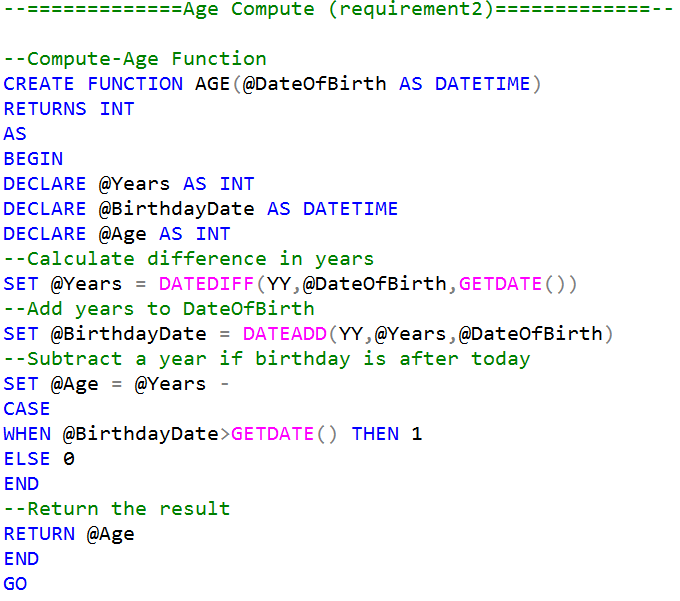 --=============Age Compute (requirement2)=============--
--Compute-Age Function
CREATE FUNCTION AGE(@DateOfBirth AS DATETIME)
RETURNS INT
AS
BEGIN
DECLARE @Years AS INT
DECLARE @BirthdayDate AS DATETIME
DECLARE @Age AS INT
--Calculate difference in years
SET @Years = DATEDIFF(YY,@DateOfBirth,GETDATE())
--Add years to DateOfBirth
SET @BirthdayDate = DATEADD(YY,@Years,@DateOfBirth)
--Subtract a year if birthday is after today
SET @Age = @Years -
CASE
WHEN @BirthdayDate>GETDATE() THEN 1
ELSE 0
END
--Return the result
RETURN @Age
END
GO